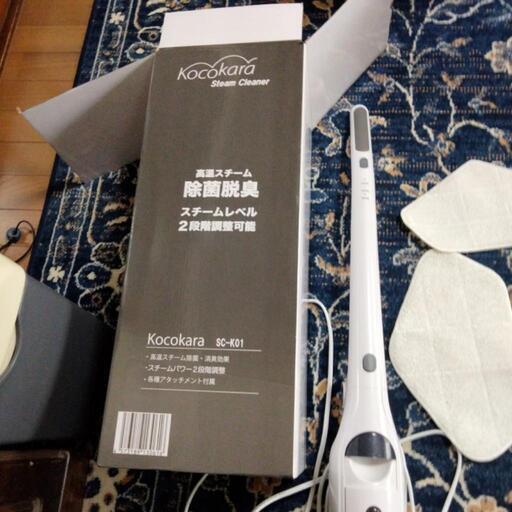 Kocokara
Steam Cleaner
高温スチーム
除菌脱臭
スチームレベル
2段階調整可能
Kocokara SC-K01
・高温スチーム除菌・消臭効果
・スチームパワー2段階調整
・各種アタッチメント付属